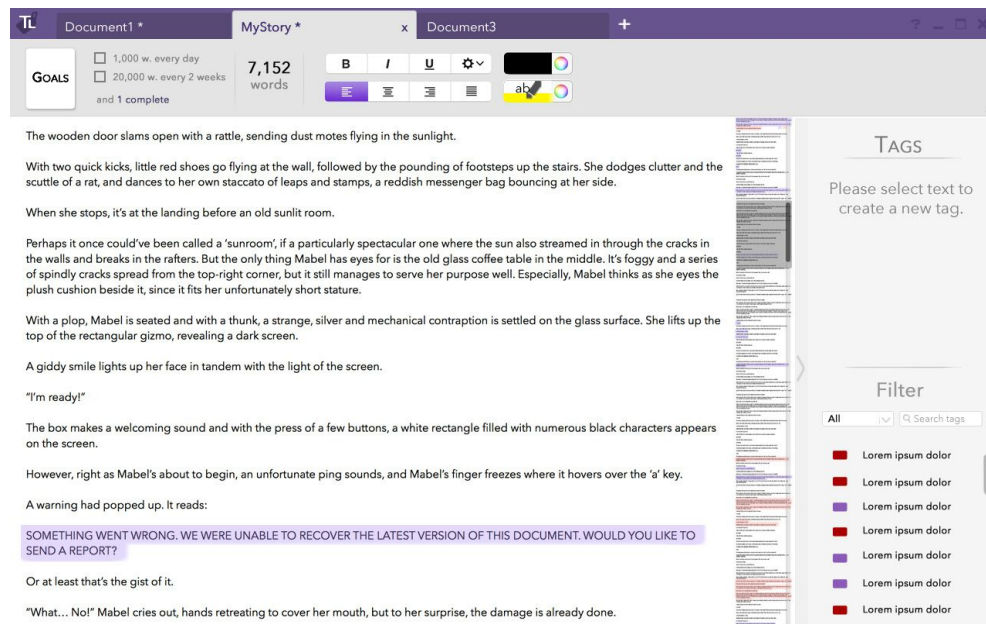 TL
Document1 *
MyStory *
x
Document3
+
?
GOALS
1,000 w. every day
20,000 w. every 2 weeks
and 1 complete
7,152
words
B
I
U
ab
The wooden door slams open with a rattle, sending dust motes flying in the sunlight.
With two quick kicks, little red shoes go flying at the wall, followed by the pounding of footsteps up the stairs. She dodges clutter and the
scuttle of a rat, and dances to her own staccato of leaps and stamps, a reddish messenger bag bouncing at her side.
When she stops, it's at the landing before an old sunlit room.
Perhaps it once could've been called a 'sunroom', if a particularly spectacular one where the sun also streamed in through the cracks in
the walls and breaks in the rafters. But the only thing Mabel has eyes for is the old glass coffee table in the middle. It's foggy and a series
of spindly cracks spread from the top-right corner, but it still manages to serve her purpose well. Especially, Mabel thinks as she eyes the
plush cushion beside it, since it fits her unfortunately short stature.
With a plop, Mabel is seated and with a thunk, a strange layer and mechanical contraption is settled on the glass surface. She lifts up the
top of the rectangular gizmo, revealing a dark screen.
A giddy smile lights up her face in tandem with the light of the screen.
"I'm ready!"
The box makes a welcoming sound and with the press of a few buttons, a white rectangle filled with numerous black characters appears
on the screen.
However, right as Mabel's about to begin, an unfortunate dong sounds, and Mabel's finger freezes where it hovers over the 'a' key.
A warning had popped up. It reads:
SOMETHING WENT WRONG. WE WERE UNABLE TO RECOVER THE LATEST VERSION OF THIS DOCUMENT. WOULD YOU LIKE TO
SEND A REPORT?
Or at least that's the gist of it.
"What... No!" Mabel cries out, hands retreating to cover her mouth, but to her surprise, the damage is already done.
TAGS
Please select text to
create a new tag.
Filter
All
Search tags
Lorem ipsum dolor
Lorem ipsum dolor
Lorem ipsum dolor
Lorem ipsum dolor
Lorem ipsum dolor
Lorem ipsum dolor
Lorem ipsum dolor